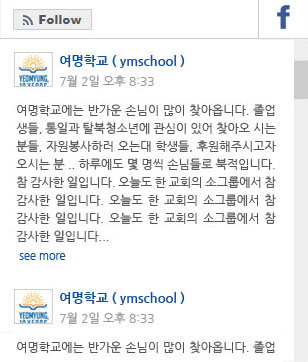 Follow
f
여명학교 ( ymschool )
7월 2일 오후 8:33
여명학교에는 반가운 손님이 많이 찾아옵니다. 졸업
생들, 통일과 탈북청소년에 관심이 있어 찾아오 시는
분들, 자원봉사하러 오는대 학생들, 후원해주시고자
오시는 분 .. 하루에도 몇 명씩 손님들로 북적입니다.
참 감사한 일입니다. 오늘도 한 교회의 소그룹에서 참
감사한 일입니다. 오늘도 한 교회의 소그룹에서 참
감사한 일입니다. 오늘도 한 교회의 소그룹에서 참
감사한 일입니다...
see more
여명학교 ( ymschool )
7월 2일 오후 8:33
여명학교에는 반가운 손님이 많이 찾아옵니다. 졸업